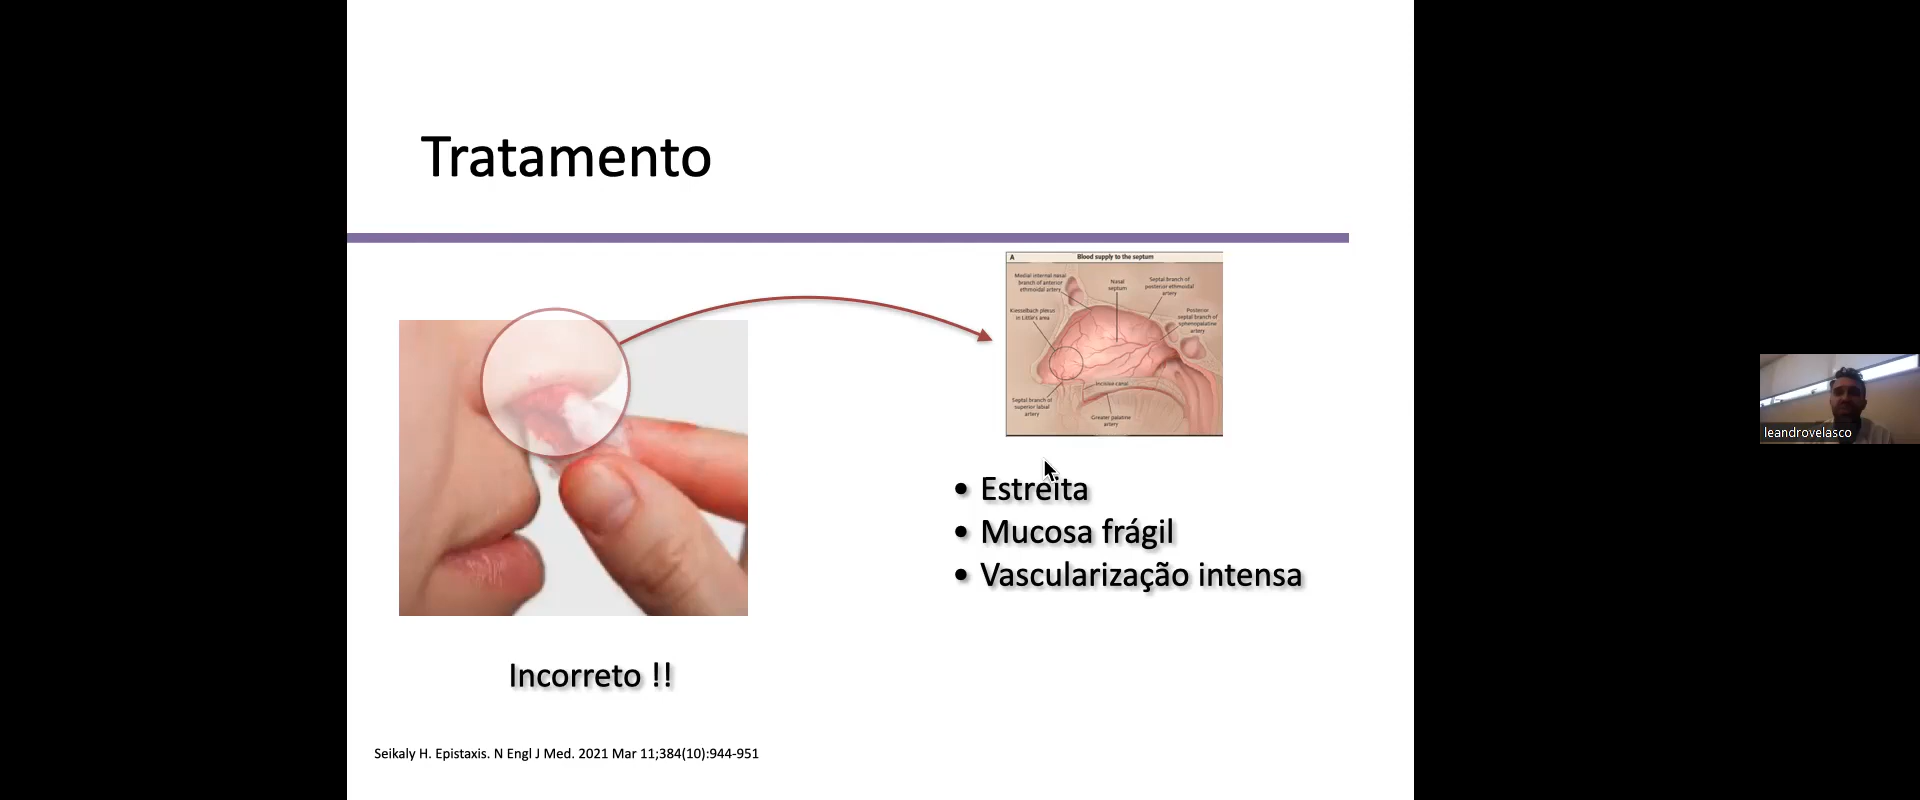 Tratamento
A Blood supply to the septum
Medial internal nasal
branch of anterior
ethmoidal artery
Nasal
septum
Septal branch of
posterior ethmoidal
artery
Kiesselbach plexus
in Little's area
Posterior
septal branch of
sphenopalatine
artery
Incisive canal
Septal branch of
superior labial
artery
Greater palatine
artery
• Estreita
• Mucosa frágil
• Vascularização intensa
Incorreto !!
Seikaly H. Epistaxis. N Engl J Med. 2021 Mar 11;384(10):944-951
leandrovelasco